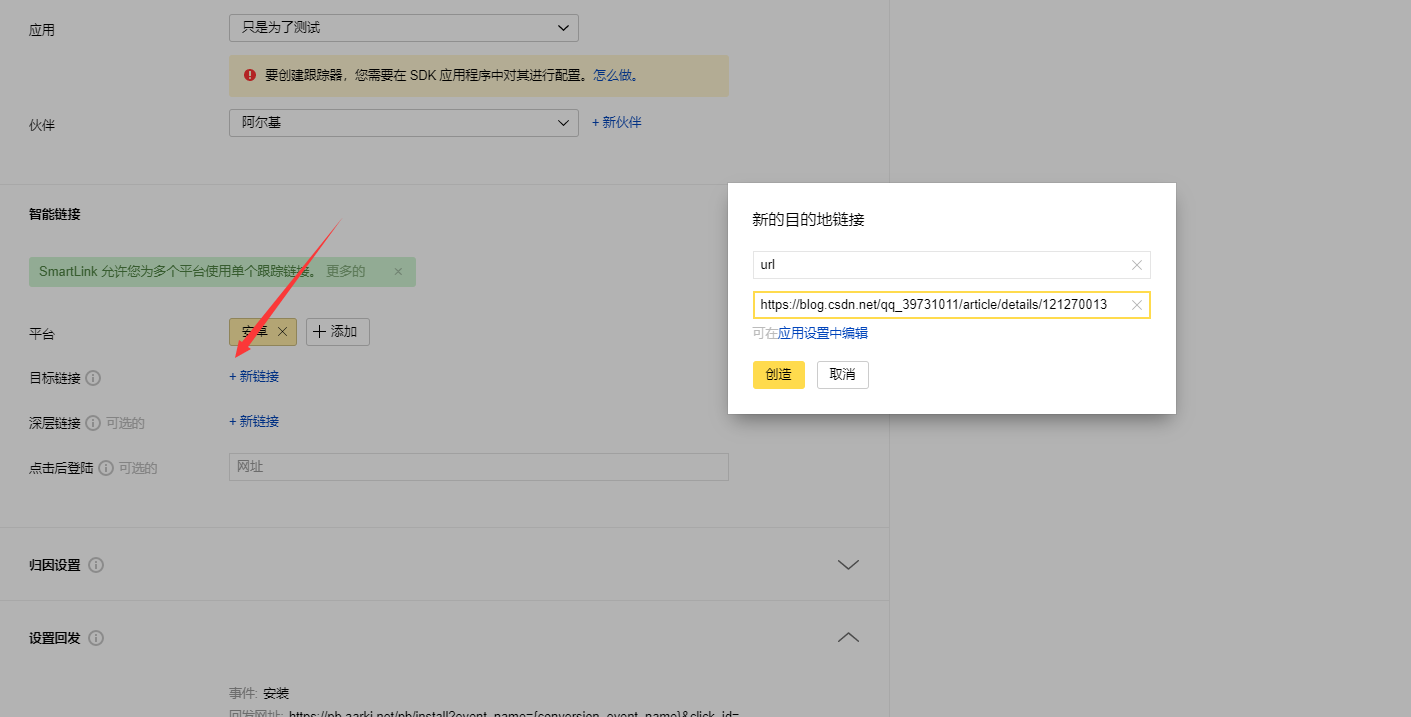 应用
只是为了测试
要创建跟踪器，您需要在 SDK 应用程序中对其进行配置。怎么做。
伙伴
阿尔基
+ 新伙伴
智能链接
SmartLink 允许您为多个平台使用单个跟踪链接。 更多的
平台
安卓
添加
目标链接
+ 新链接
深层链接 可选的
+ 新链接
点击后登陆 可选的
网址
新的目的地链接
url
https://blog.csdn.net/qq_39731011/article/details/121270013
可在应用设置中编辑
创造
取消
归因设置
设置回发
事件: 安装
回发网址: https://pb.aarki.net/pb/install?event_name={conversion_event_name}&click_id=